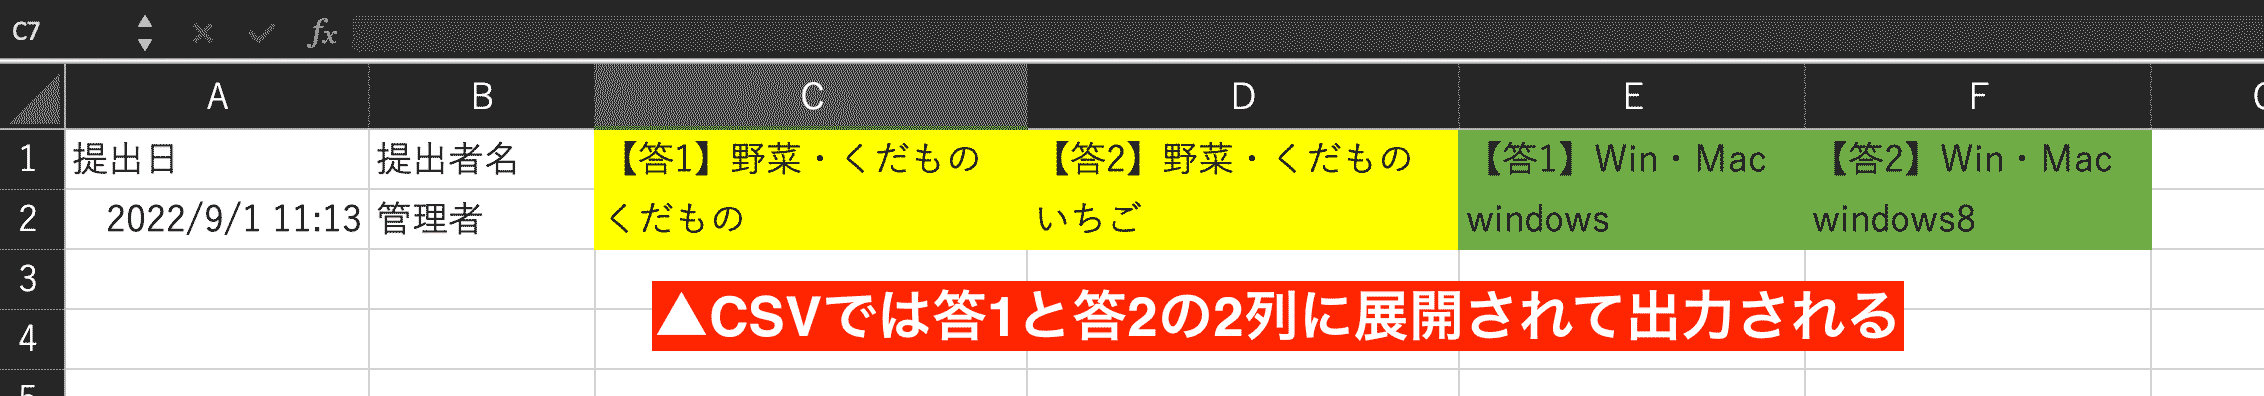 C7 fx
A B C D E F
1 提出日 提出者名 【答1】野菜・くだもの 【答2】野菜・くだもの 【答1】Win・Mac 【答2】Win・Mac
2 2022/9/1 11:13 管理者 くだもの いちご windows windows8
3
▲CSVでは答1と答2の2列に展開されて出力される
4